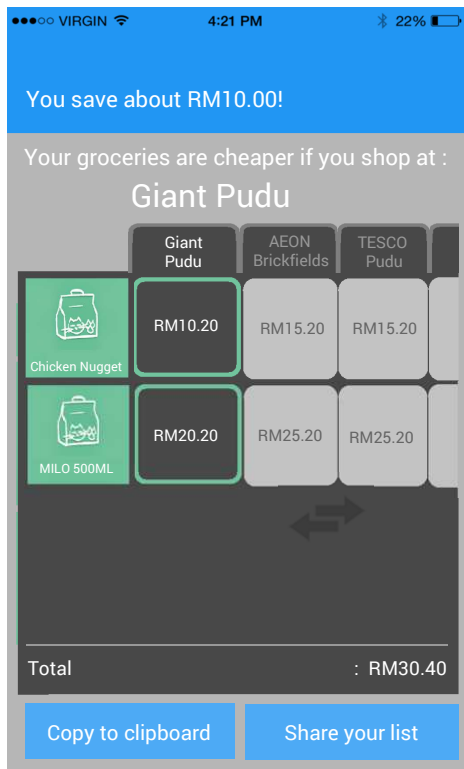 VIRGIN 4:21 PM 22%
You save about RM10.00!
Your groceries are cheaper if you shop at :
Giant Pudu
Giant Pudu
AEON Brickfields
TESCO Pudu
Chicken Nugget
RM10.20
RM15.20
RM15.20
MILO 500ML
RM20.20
RM25.20
RM25.20
Total : RM30.40
Copy to clipboard
Share your list